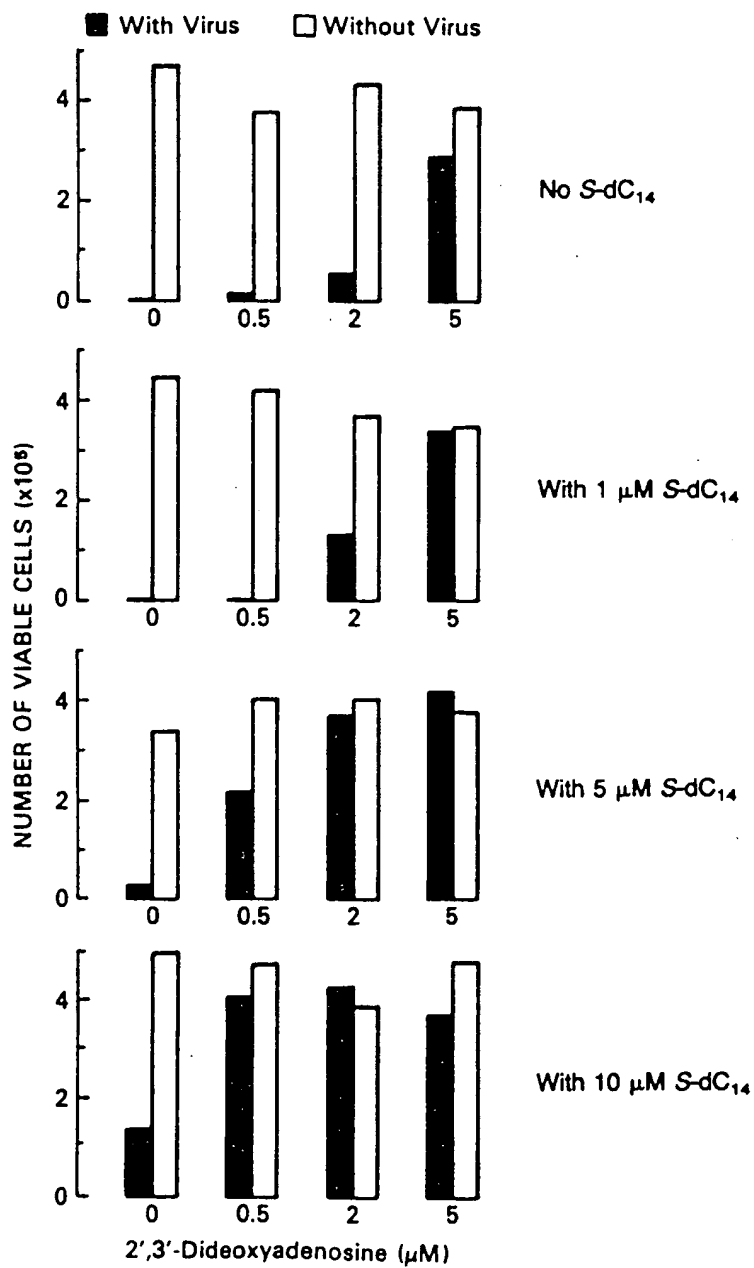 With Virus Without Virus
4
2
0
0 0.5 2 5
No S-dC₁₄
4
2
0
0 0.5 2 5
With 1 μM S-dC₁₄
4
2
0
0 0.5 2 5
With 5 μM S-dC₁₄
4
2
0
0 0.5 2 5
With 10 μM S-dC₁₄
NUMBER OF VIABLE CELLS (x10⁵)
2',3'-Dideoxyadenosine (μM)